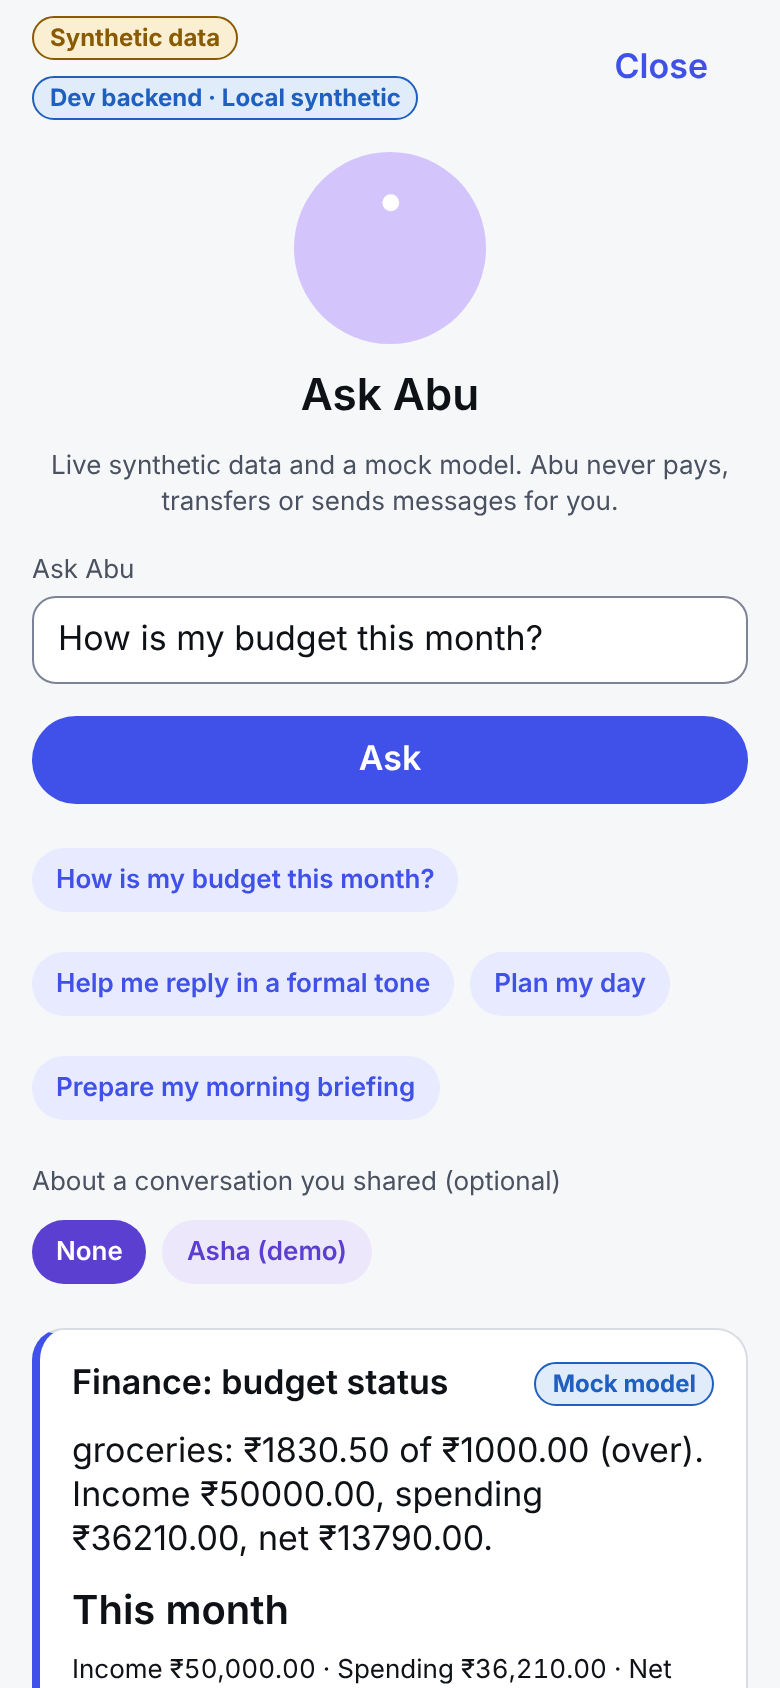 Synthetic data
Close
Dev backend · Local synthetic
Ask Abu
Live synthetic data and a mock model. Abu never pays,
transfers or sends messages for you.
Ask Abu
How is my budget this month?
Ask
How is my budget this month?
Help me reply in a formal tone
Plan my day
Prepare my morning briefing
About a conversation you shared (optional)
None
Asha (demo)
Finance: budget status
Mock model
groceries: ₹1830.50 of ₹1000.00 (over).
Income ₹50000.00, spending
₹36210.00, net ₹13790.00.
This month
Income ₹50,000.00 · Spending ₹36,210.00 · Net